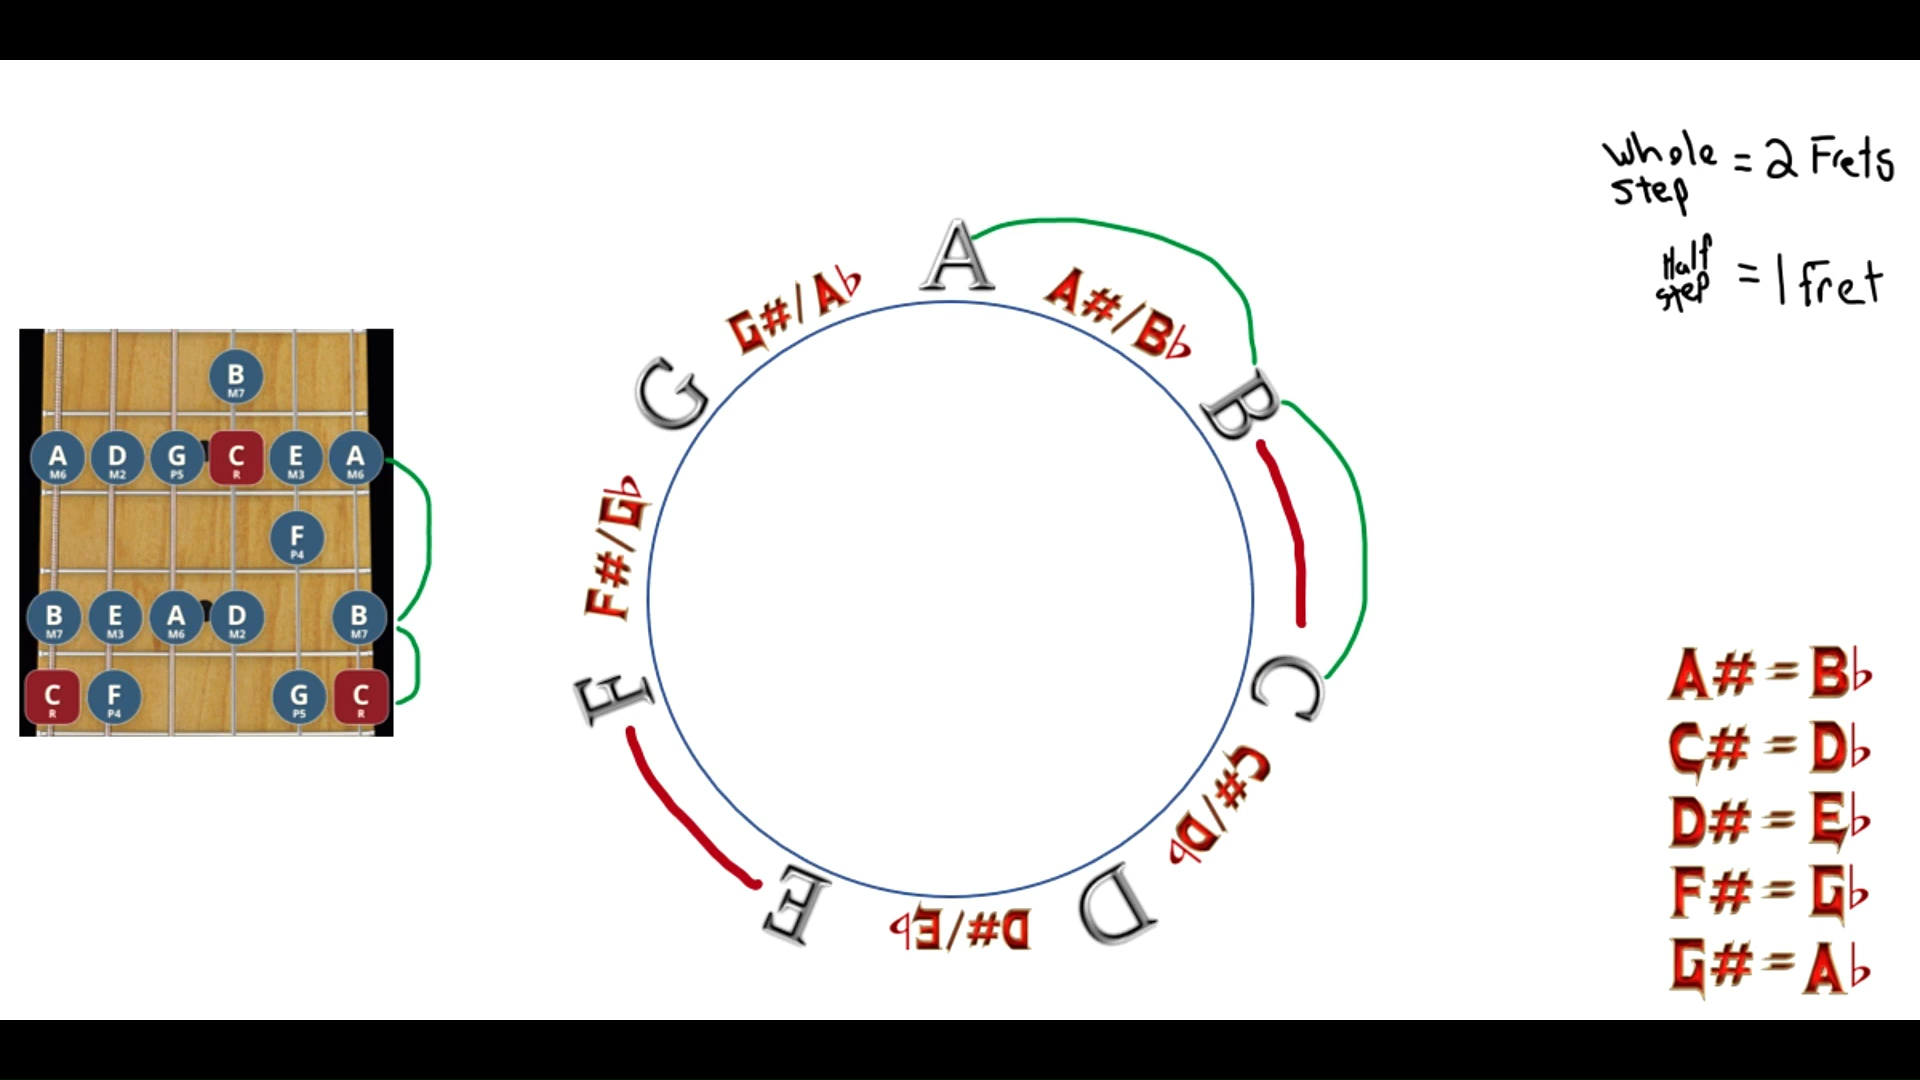 Whole = 2 Frets
Step
Half = 1 fret
step
A
A#/B♭
B
C
C#/D♭
D
D#/E♭
E
F
F#/G♭
G
G#/A♭
B
M7
A D G C E A
M6 M2 P5 R M3 M6
F
P4
B E A D B
M7 M3 M6 M2 M7
C F G C
R P4 P5 R
A# = B♭
C# = D♭
D# = E♭
F# = G♭
G# = A♭